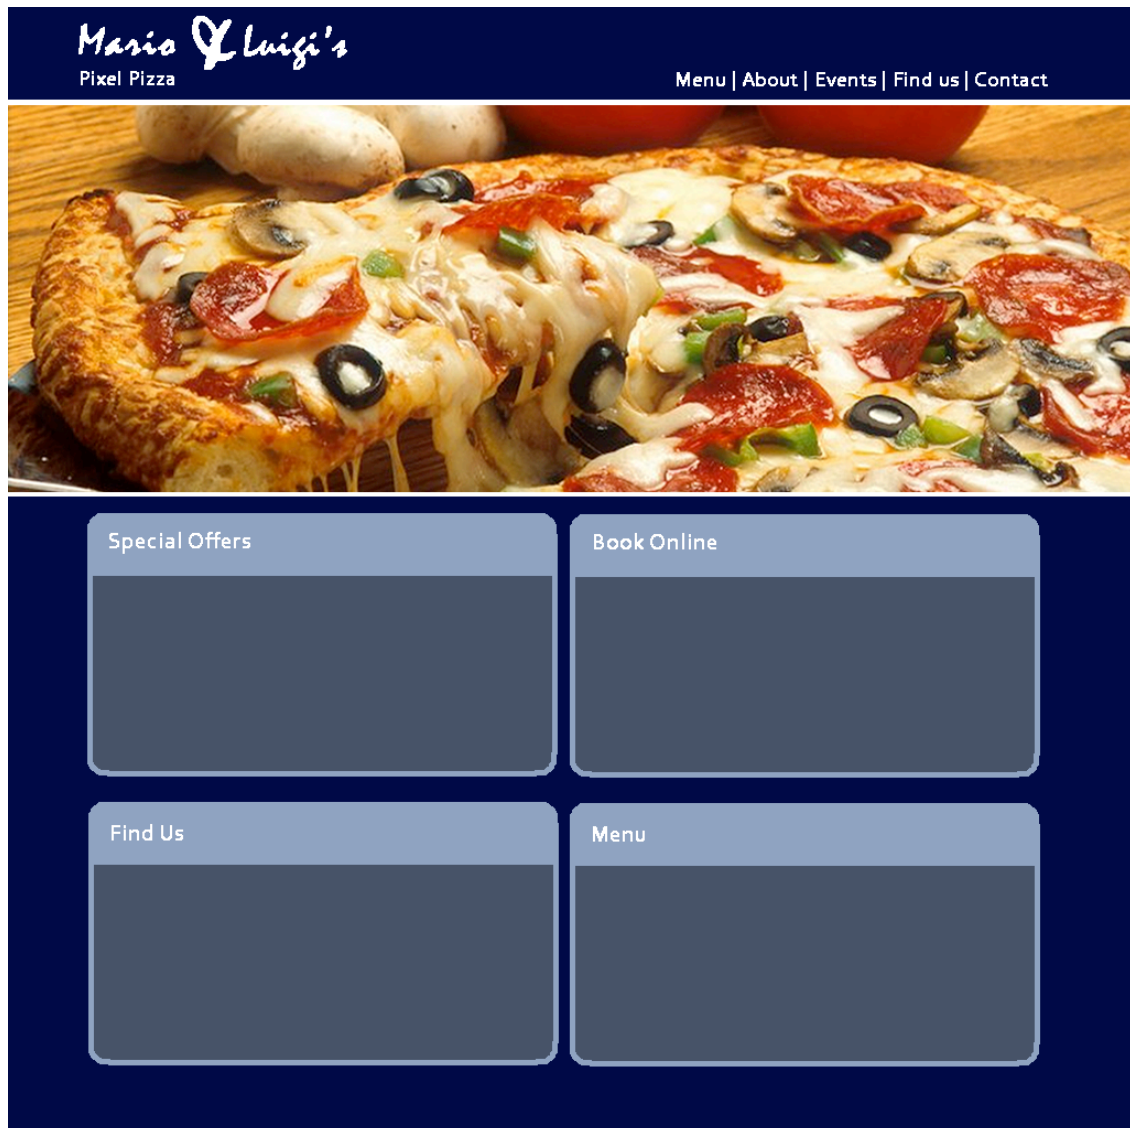 Mario & Luigi's
Pixel Pizza
Menu | About | Events | Find us | Contact
Special Offers
Book Online
Find Us
Menu